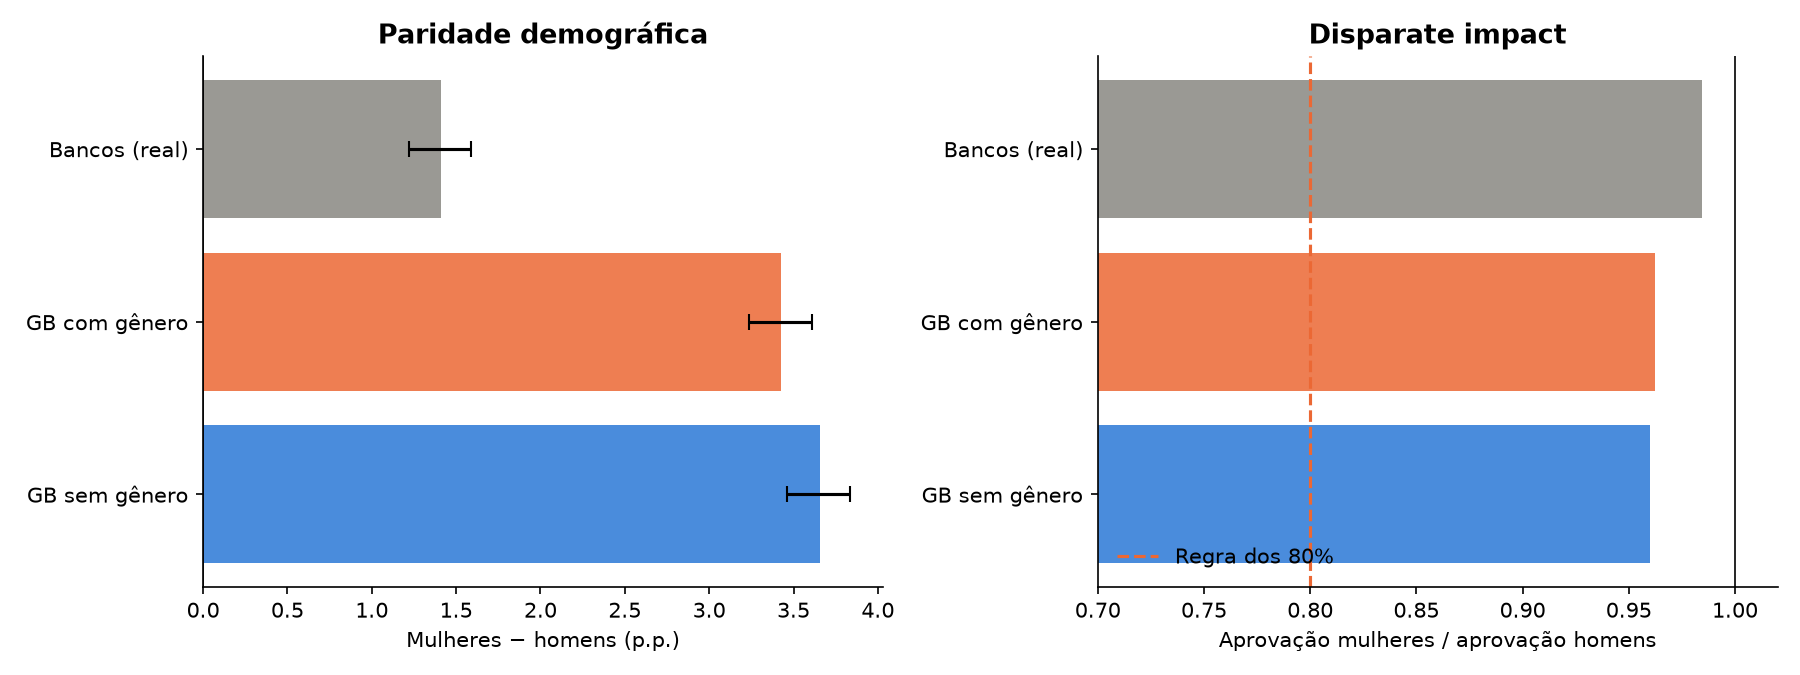 Paridade demográfica
Bancos (real)
GB com gênero
GB sem gênero
0.0 0.5 1.0 1.5 2.0 2.5 3.0 3.5 4.0
Mulheres − homens (p.p.)
Disparate impact
Bancos (real)
GB com gênero
GB sem gênero
Regra dos 80%
0.70 0.75 0.80 0.85 0.90 0.95 1.00
Aprovação mulheres / aprovação homens